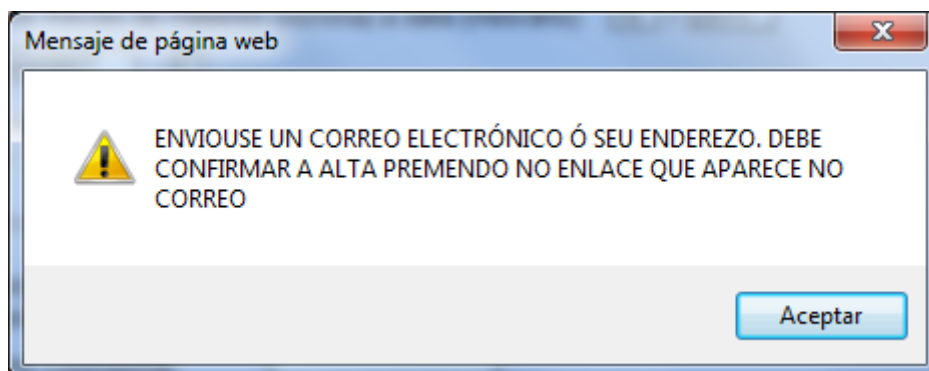 Mensaje de página web
ENVIOUSE UN CORREO ELECTRÓNICO Ó SEU ENDEREZO. DEBE
CONFIRMAR A ALTA PREMENDO NO ENLACE QUE APARECE NO
CORREO
Aceptar